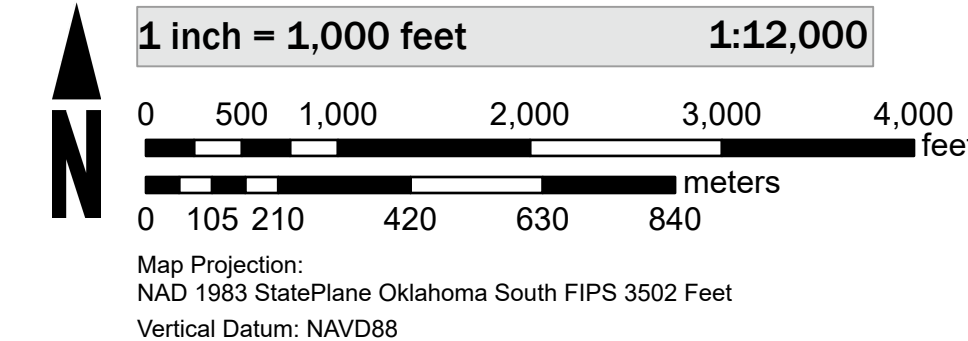 N
1 inch = 1,000 feet 1:12,000
0 500 1,000 2,000 3,000 4,000
feet
meters
0 105 210 420 630 840
Map Projection:
NAD 1983 StatePlane Oklahoma South FIPS 3502 Feet
Vertical Datum: NAVD88